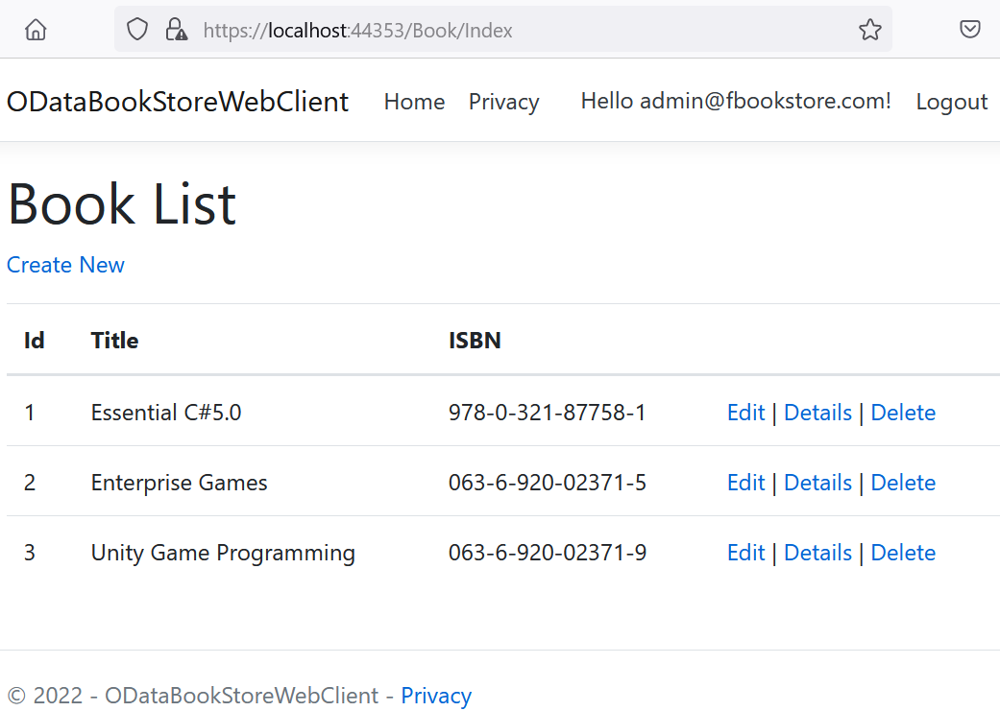 https://localhost:44353/Book/Index
ODataBookStoreWebClient Home Privacy Hello admin@fbookstore.com! Logout
Book List
Create New
Id Title ISBN
1 Essential C#5.0 978-0-321-87758-1 Edit | Details | Delete
2 Enterprise Games 063-6-920-02371-5 Edit | Details | Delete
3 Unity Game Programming 063-6-920-02371-9 Edit | Details | Delete
© 2022 - ODataBookStoreWebClient - Privacy